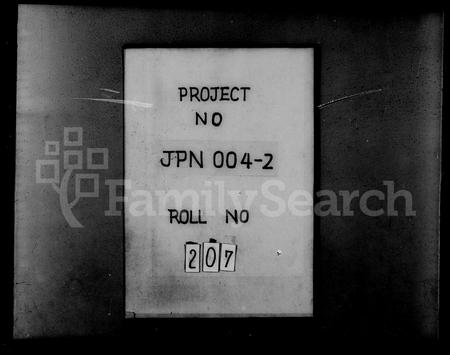 PROJECT
NO
JPN 004-2
FamilySearch
ROLL NO
207